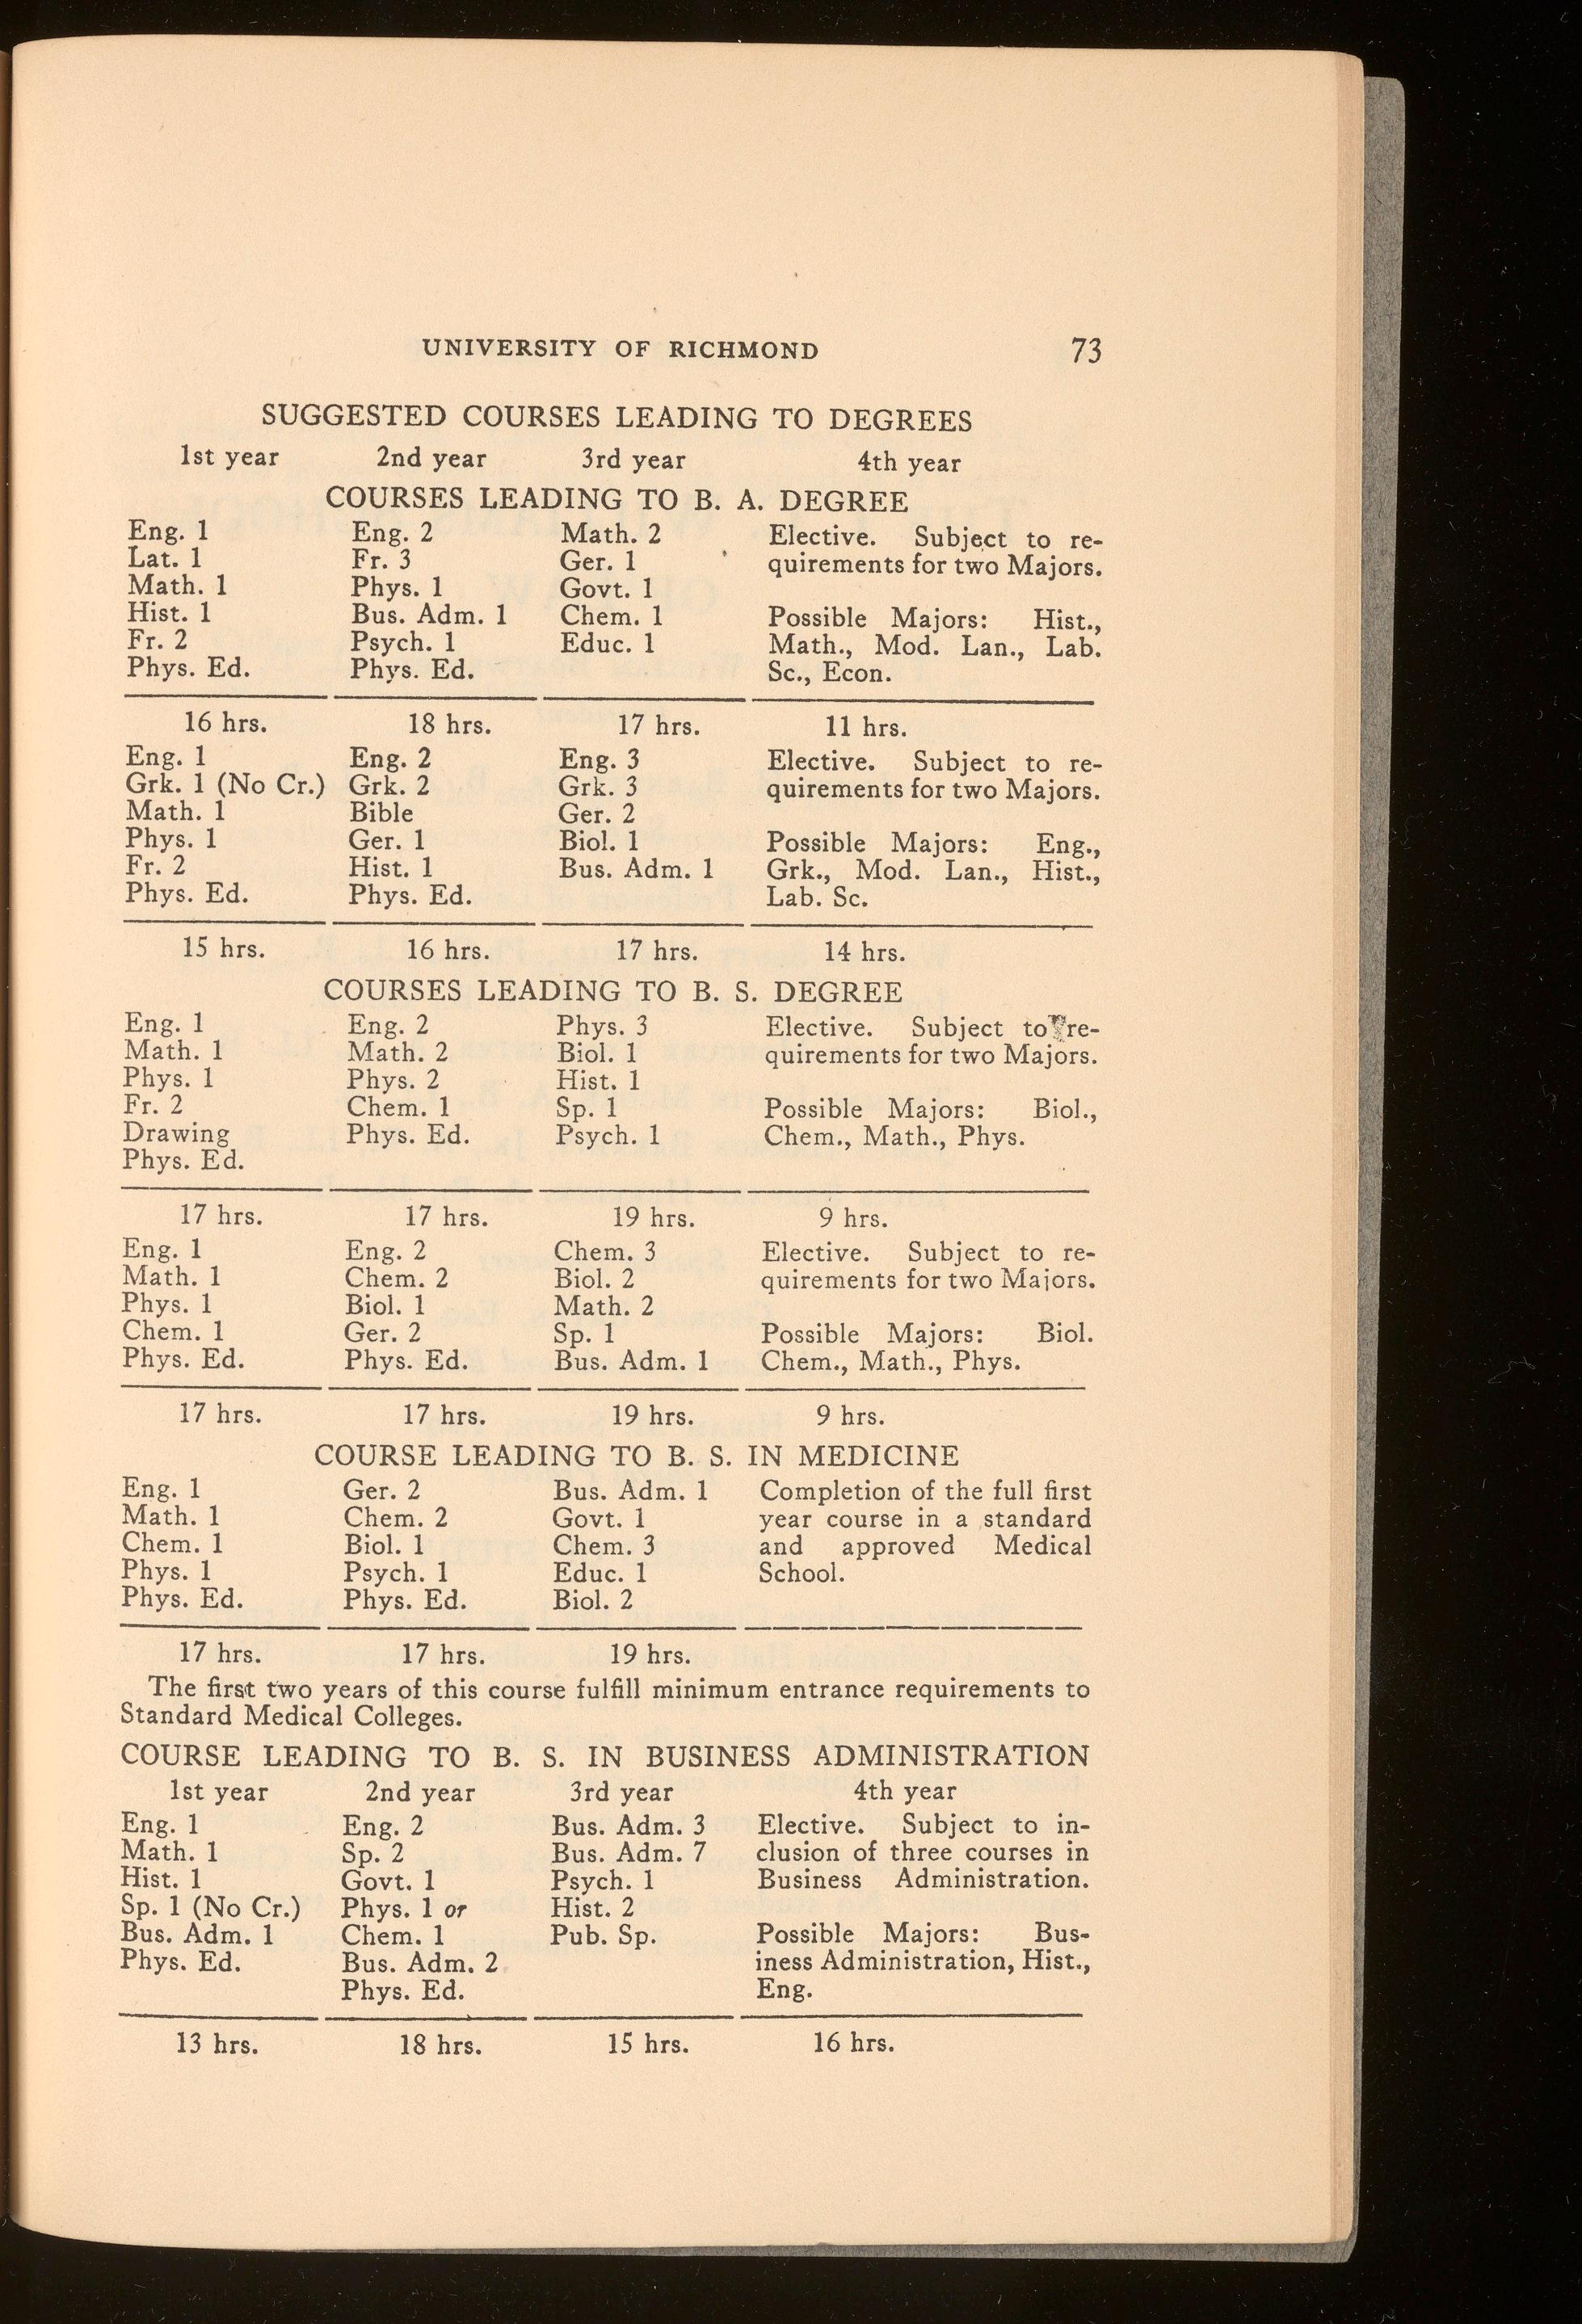 UNIVERSITY OF RICHMOND 73
SUGGESTED COURSES LEADING TO DEGREES
1st year 2nd year 3rd year 4th year
COURSES LEADING TO B. A. DEGREE
Eng. 1 Eng. 2 Math. 2 Elective. Subject to re-
Lat. 1 Fr. 3 Ger. 1 quirements for two Majors.
Math. 1 Phys. 1 Govt. 1
Hist. 1 Bus. Adm. 1 Chem. 1 Possible Majors: Hist.,
Fr. 2 Psych. 1 Educ. 1 Math., Mod. Lan., Lab.
Phys. Ed. Phys. Ed. Sc., Econ.
16 hrs. 18 hrs. 17 hrs. 11 hrs.
Eng. 1 Eng. 2 Eng. 3 Elective. Subject to re-
Grk. 1 (No Cr.) Grk. 2 Grk. 3 quirements for two Majors.
Math. 1 Bible Ger. 2
Phys. 1 Ger. 1 Biol. 1 Possible Majors: Eng.,
Fr. 2 Hist. 1 Bus. Adm. 1 Grk., Mod. Lan., Hist.,
Phys. Ed. Phys. Ed. Lab. Sc.
15 hrs. 16 hrs. 17 hrs. 14 hrs.
COURSES LEADING TO B. S. DEGREE
Eng. 1 Eng. 2 Phys. 3 Elective. Subject to re-
Math. 1 Math. 2 Biol. 1 quirements for two Majors.
Phys. 1 Phys. 2 Hist. 1
Fr. 2 Chem. 1 Sp. 1 Possible Majors: Biol.,
Drawing Phys. Ed. Psych. 1 Chem., Math., Phys.
Phys. Ed.
17 hrs. 17 hrs. 19 hrs. 9 hrs.
Eng. 1 Eng. 2 Chem. 3 Elective. Subject to re-
Math. 1 Chem. 2 Biol. 2 quirements for two Majors.
Phys. 1 Biol. 1 Math. 2
Chem. 1 Ger. 2 Sp. 1 Possible Majors: Biol.
Phys. Ed. Phys. Ed. Bus. Adm. 1 Chem., Math., Phys.
17 hrs. 17 hrs. 19 hrs. 9 hrs.
COURSE LEADING TO B. S. IN MEDICINE
Eng. 1 Ger. 2 Bus. Adm. 1 Completion of the full first
Math. 1 Chem. 2 Govt. 1 year course in a standard
Chem. 1 Biol. 1 Chem. 3 and approved Medical
Phys. 1 Psych. 1 Educ. 1 School.
Phys. Ed. Phys. Ed. Biol. 2
17 hrs. 17 hrs. 19 hrs.
The first two years of this course fulfill minimum entrance requirements to
Standard Medical Colleges.
COURSE LEADING TO B. S. IN BUSINESS ADMINISTRATION
1st year 2nd year 3rd year 4th year
Eng. 1 Eng. 2 Bus. Adm. 3 Elective. Subject to in-
Math. 1 Sp. 2 Bus. Adm. 7 clusion of three courses in
Hist. 1 Govt. 1 Psych. 1 Business Administration.
Sp. 1 (No Cr.) Phys. 1 or Hist. 2
Bus. Adm. 1 Chem. 1 Pub. Sp. Possible Majors: Bus-
Phys. Ed. Bus. Adm. 2 iness Administration, Hist.,
Phys. Ed. Eng.
13 hrs. 18 hrs. 15 hrs. 16 hrs.